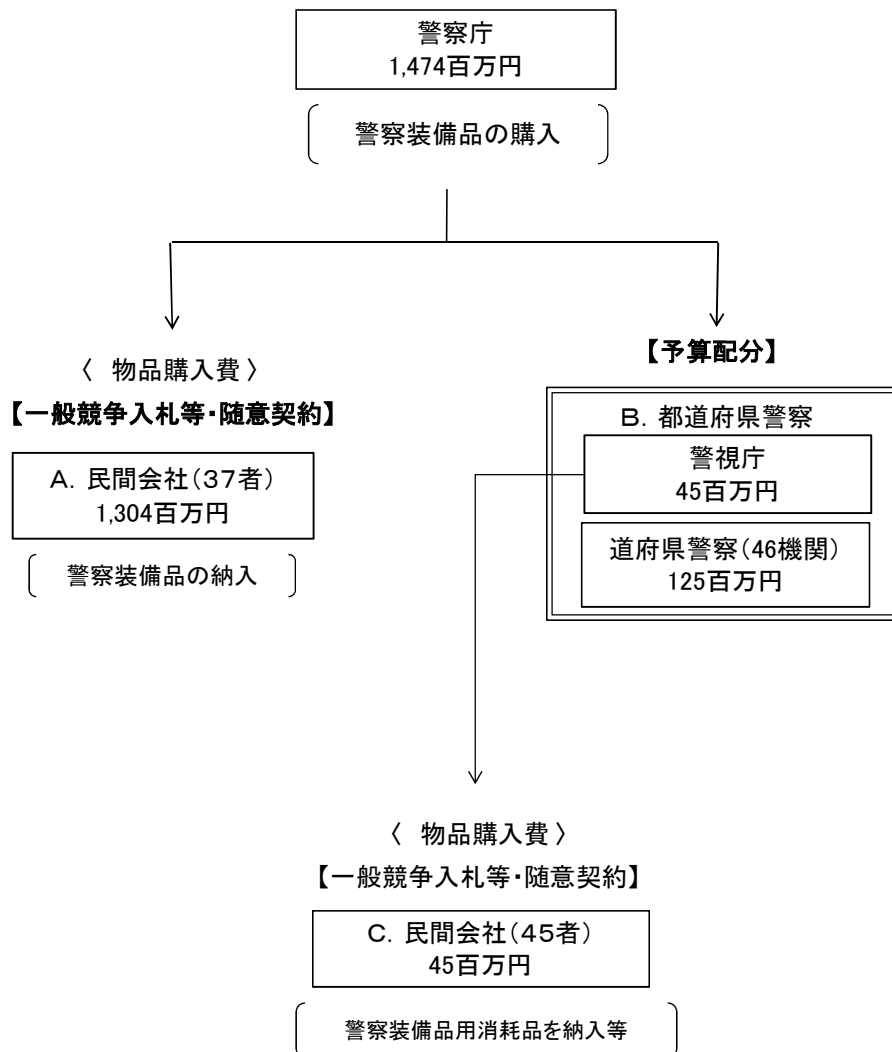 警察庁
1,474百万円
警察装備品の購入
〈 物品購入費 〉
【一般競争入札等・随意契約】
A．民間会社（37者）
1,304百万円
警察装備品の納入
【予算配分】
B．都道府県警察
警視庁
45百万円
道府県警察（46機関）
125百万円
〈 物品購入費 〉
【一般競争入札等・随意契約】
C．民間会社（45者）
45百万円
警察装備品用消耗品を納入等